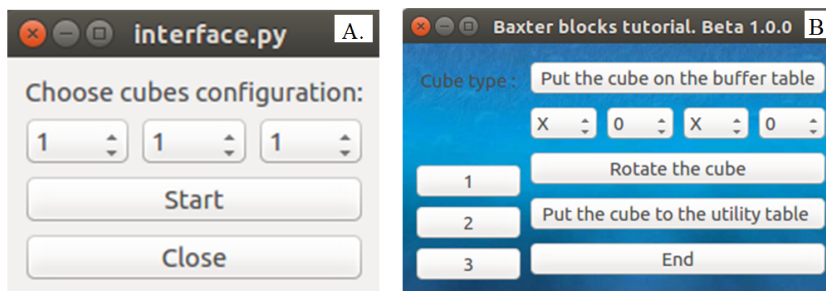 interface.py A.
Choose cubes configuration:
1 1 1
Start
Close
Baxter blocks tutorial. Beta 1.0.0 B
Cube type : Put the cube on the buffer table
X 0 X 0
Rotate the cube
1
Put the cube to the utility table
2
End
3